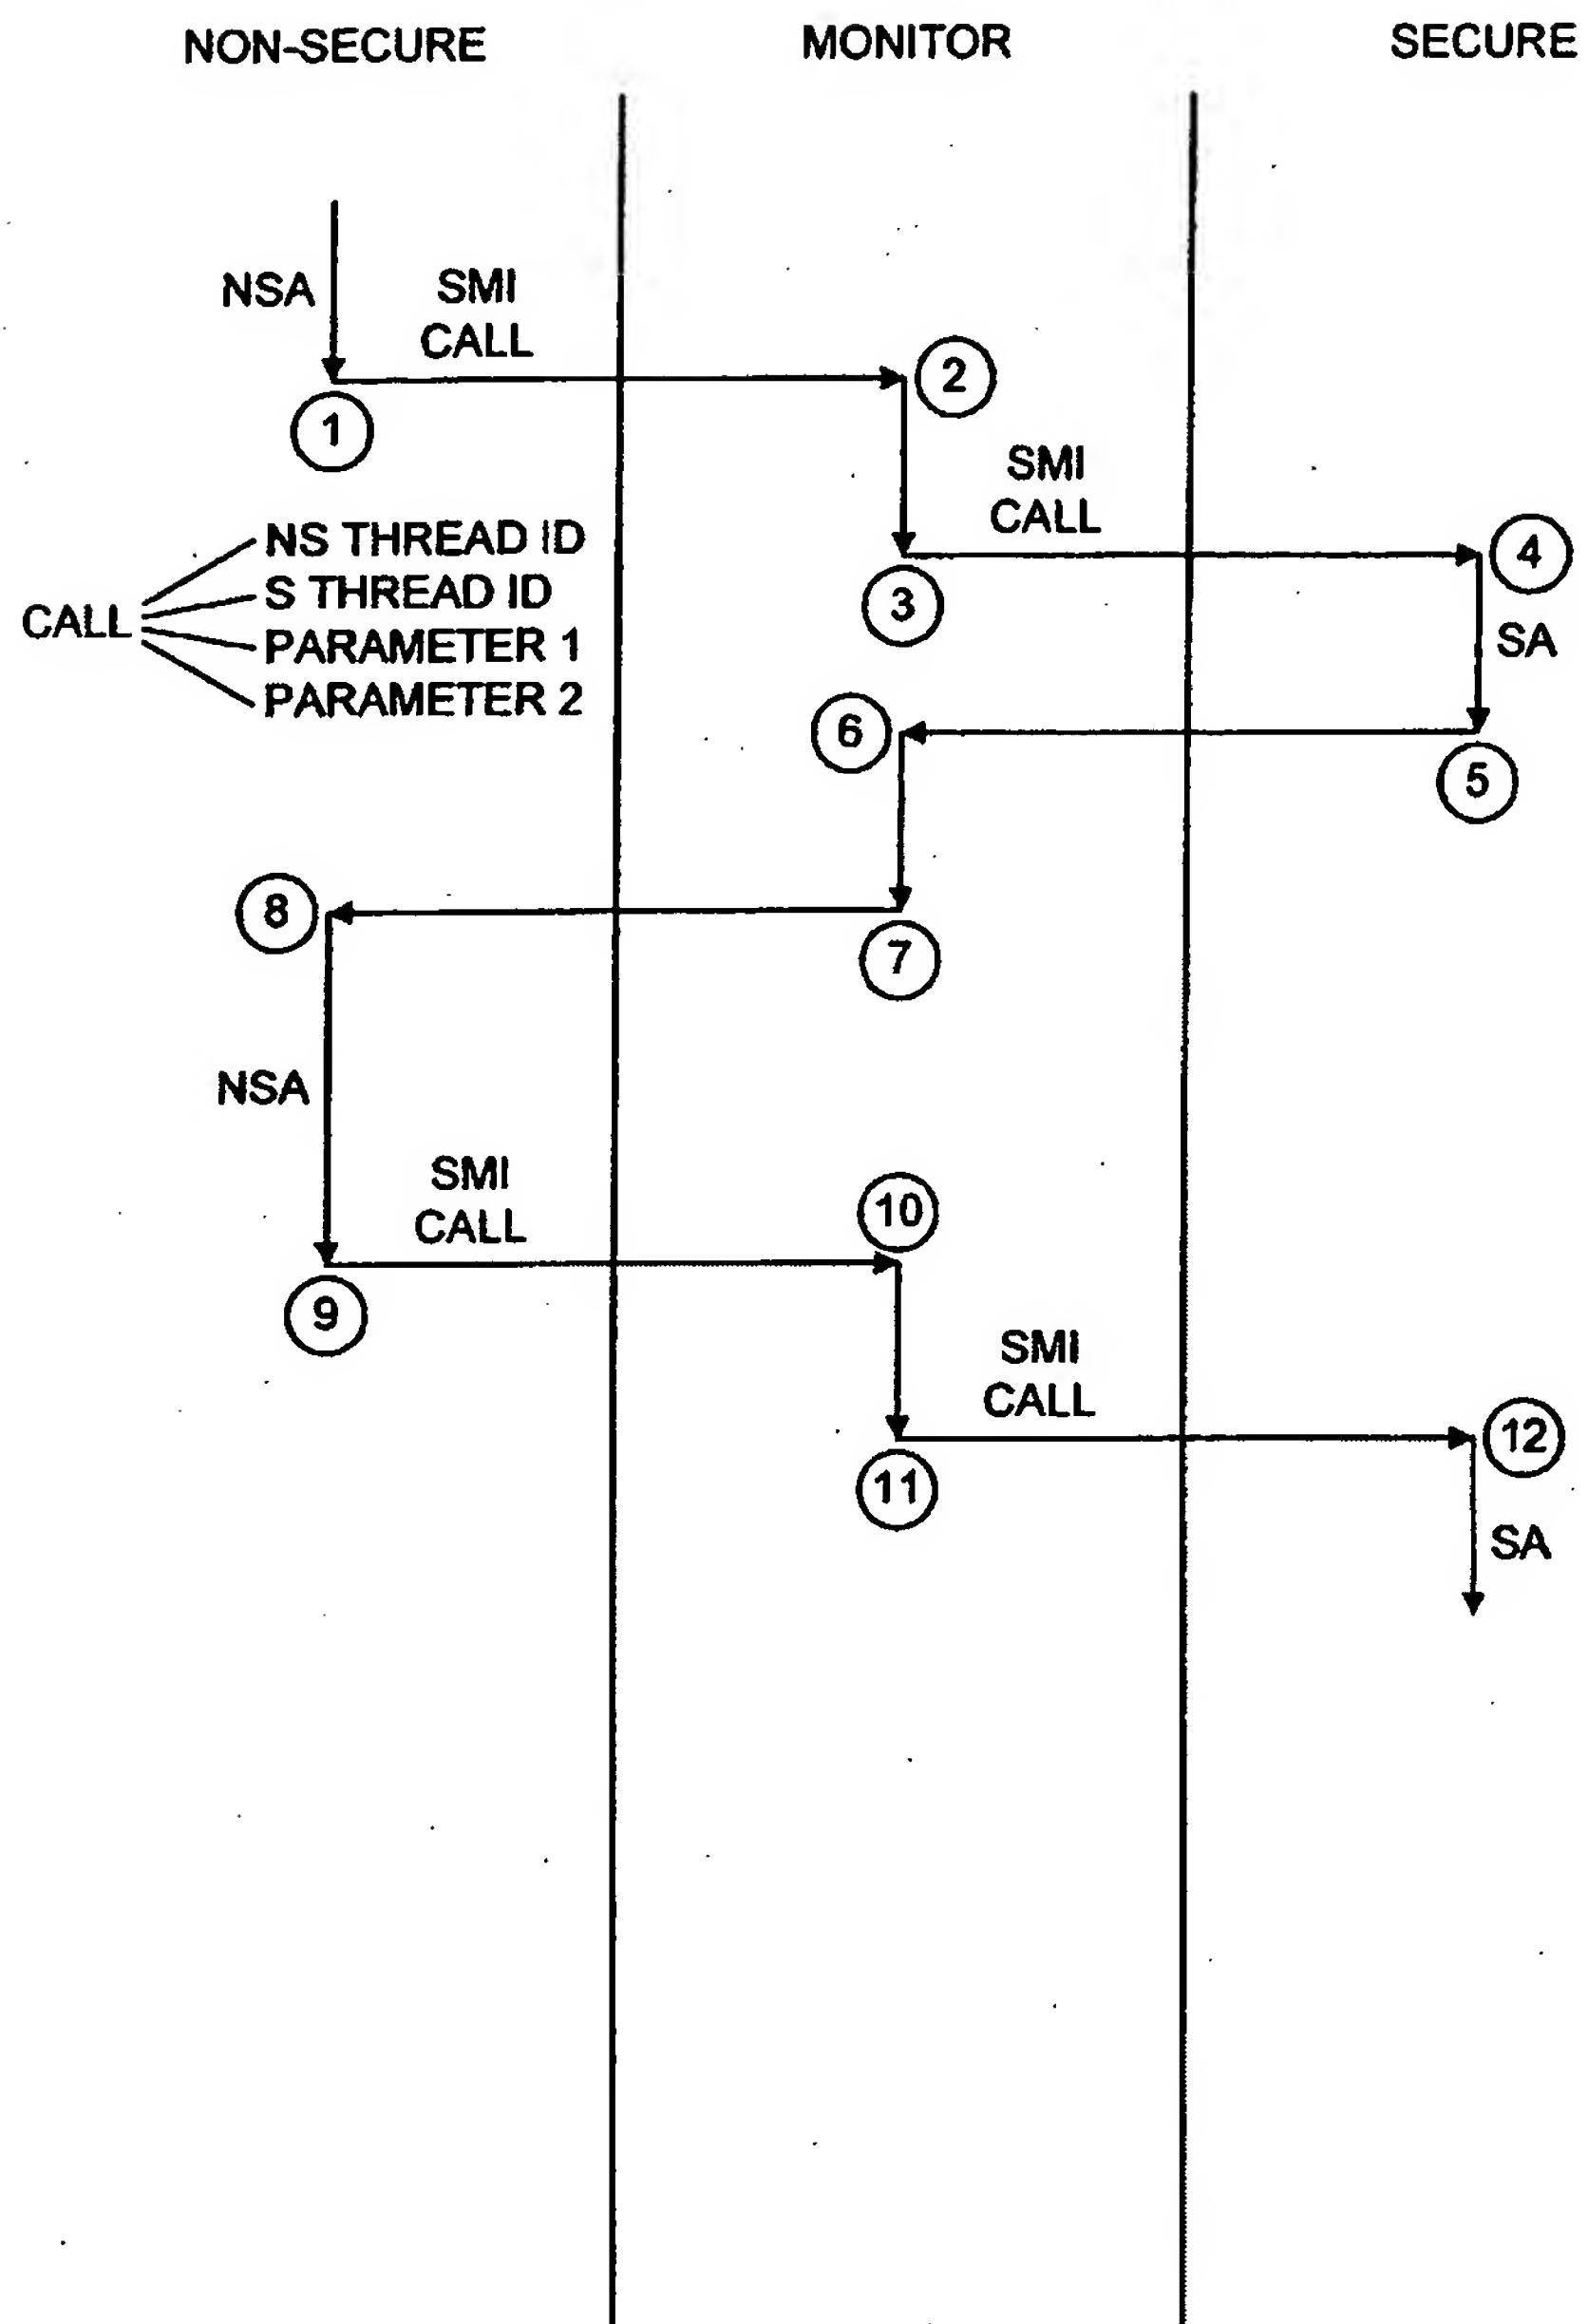 NON-SECURE
MONITOR
SECURE
NSA
SMI
CALL
2
1
SMI
CALL
4
3
NS THREAD ID
S THREAD ID
CALL
PARAMETER 1
PARAMETER 2
SA
6
5
8
7
NSA
SMI
CALL
10
9
SMI
CALL
12
11
SA